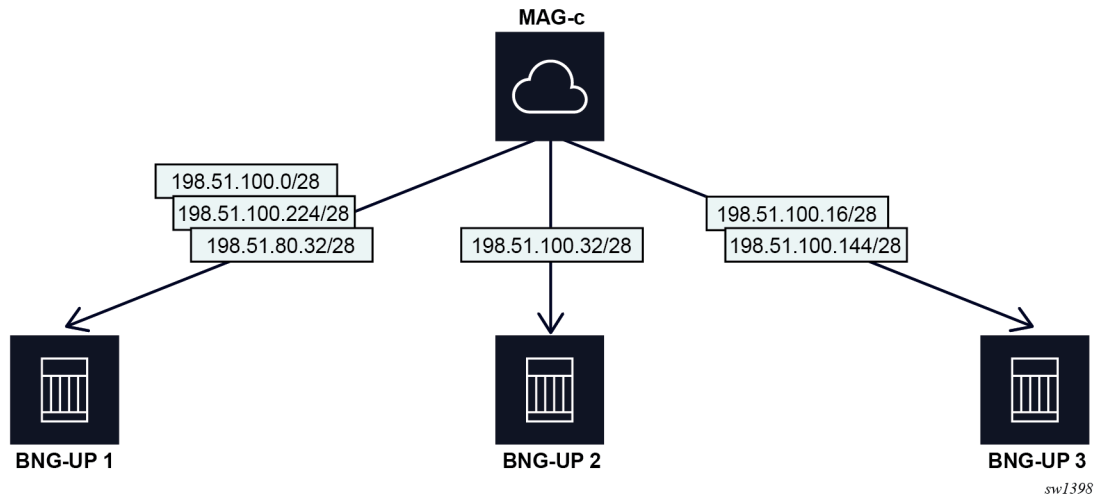 MAG-c
198.51.100.0/28
198.51.100.224/28
198.51.80.32/28
198.51.100.32/28
198.51.100.16/28
198.51.100.144/28
BNG-UP 1
BNG-UP 2
BNG-UP 3
sw1398